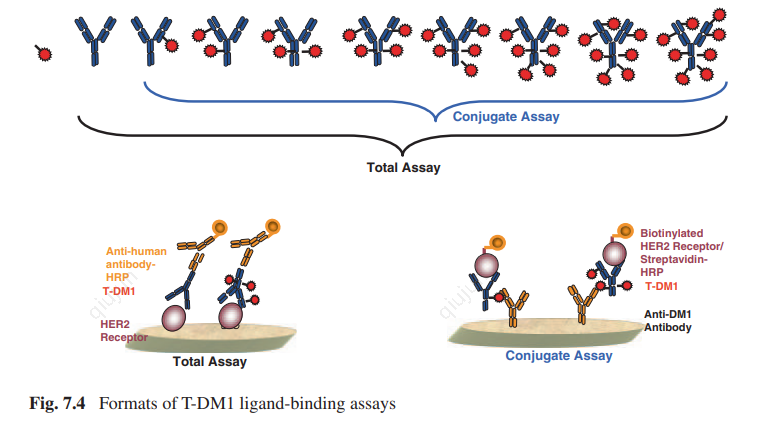 Conjugate Assay
Total Assay
Anti-human
antibody-
HRP
T-DM1
HER2
Receptor
Total Assay
Biotinylated
HER2 Receptor/
Streptavidin-
HRP
T-DM1
Anti-DM1
Antibody
Conjugate Assay
Fig. 7.4 Formats of T-DM1 ligand-binding assays